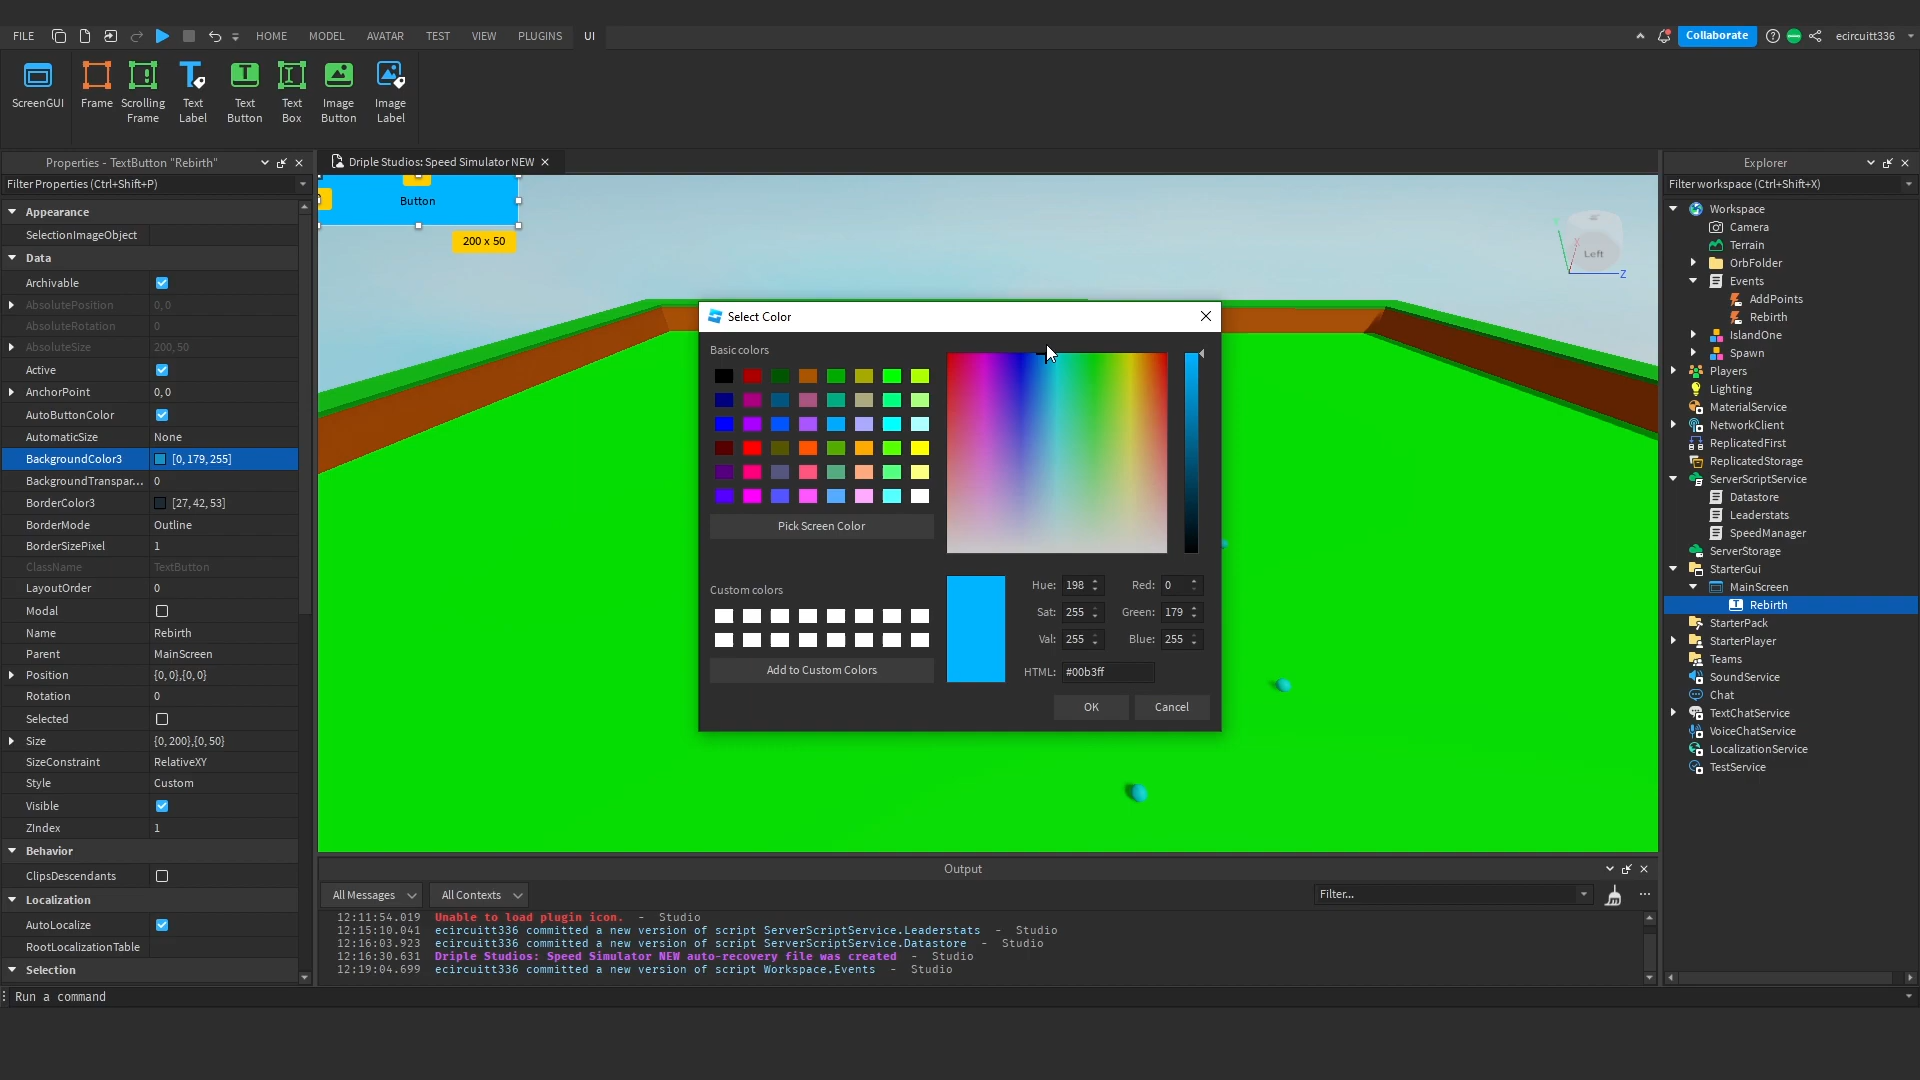 FILE HOME MODEL AVATAR TEST VIEW PLUGINS UI Collaborate ecircuitt336
ScreenGUI Frame Scrolling Frame Text Label Text Button Text Box Image Button Image Label
Properties - TextButton "Rebirth"
Filter Properties (Ctrl+Shift+P)
Appearance
SelectionImageObject
Data
Archivable
AbsolutePosition 0, 0
AbsoluteRotation 0
AbsoluteSize 200, 50
Active
AnchorPoint 0, 0
AutoButtonColor
AutomaticSize None
BackgroundColor3 [0, 179, 255]
BackgroundTranspar... 0
BorderColor3 [27, 42, 53]
BorderMode Outline
BorderSizePixel 1
ClassName TextButton
LayoutOrder 0
Modal
Name Rebirth
Parent MainScreen
Position {0, 0},{0, 0}
Rotation 0
Selected
Size {0, 200},{0, 50}
SizeConstraint RelativeXY
Style Custom
Visible
ZIndex 1
Behavior
ClipsDescendants
Localization
AutoLocalize
RootLocalizationTable
Selection
Driple Studios: Speed Simulator NEW
Button
200 x 50
Left
Z
Select Color
Basic colors
Pick Screen Color
Custom colors
Add to Custom Colors
Hue: 198 Red: 0
Sat: 255 Green: 179
Val: 255 Blue: 255
HTML: #00b3ff
OK Cancel
Output
All Messages All Contexts Filter...
12:11:54.019 Unable to load plugin icon. - Studio
12:15:10.041 ecircuitt336 committed a new version of script ServerScriptService.Leaderstats - Studio
12:16:03.923 ecircuitt336 committed a new version of script ServerScriptService.Datastore - Studio
12:16:30.631 Driple Studios: Speed Simulator NEW auto-recovery file was created - Studio
12:19:04.699 ecircuitt336 committed a new version of script Workspace.Events - Studio
Explorer
Filter workspace (Ctrl+Shift+X)
Workspace
Camera
Terrain
OrbFolder
Events
AddPoints
Rebirth
IslandOne
Spawn
Players
Lighting
MaterialService
NetworkClient
ReplicatedFirst
ReplicatedStorage
ServerScriptService
Datastore
Leaderstats
SpeedManager
ServerStorage
StarterGui
MainScreen
Rebirth
StarterPack
StarterPlayer
Teams
SoundService
Chat
TextChatService
VoiceChatService
LocalizationService
TestService
Run a command